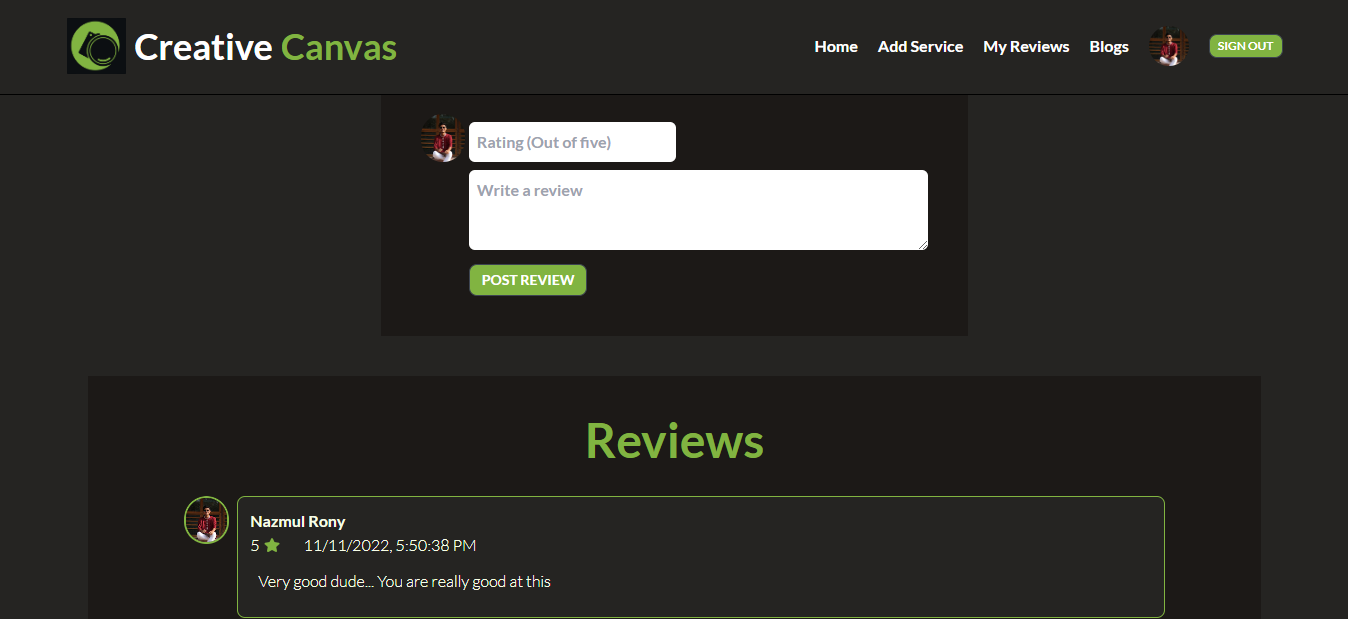 Creative Canvas
Home Add Service My Reviews Blogs SIGN OUT
Rating (Out of five)
Write a review
POST REVIEW
Reviews
Nazmul Rony
5 11/11/2022, 5:50:38 PM
Very good dude... You are really good at this